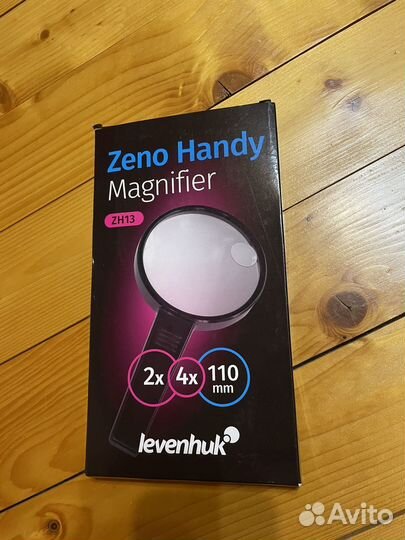 Zeno Handy
Magnifier
ZH13
2x 4x 110
mm
levenhuk
Avito